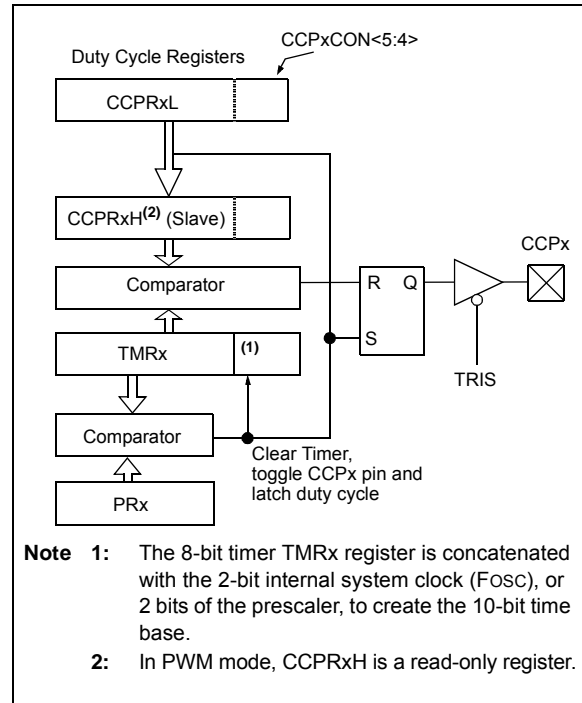 CCPxCON<5:4>
Duty Cycle Registers
CCPRxL
CCPRxH(2) (Slave)
CCPx
Comparator
R Q
TMRx (1)
S
TRIS
Comparator
Clear Timer,
toggle CCPx pin and
latch duty cycle
PRx
Note 1: The 8-bit timer TMRx register is concatenated
with the 2-bit internal system clock (FOSC), or
2 bits of the prescaler, to create the 10-bit time
base.
2: In PWM mode, CCPRxH is a read-only register.